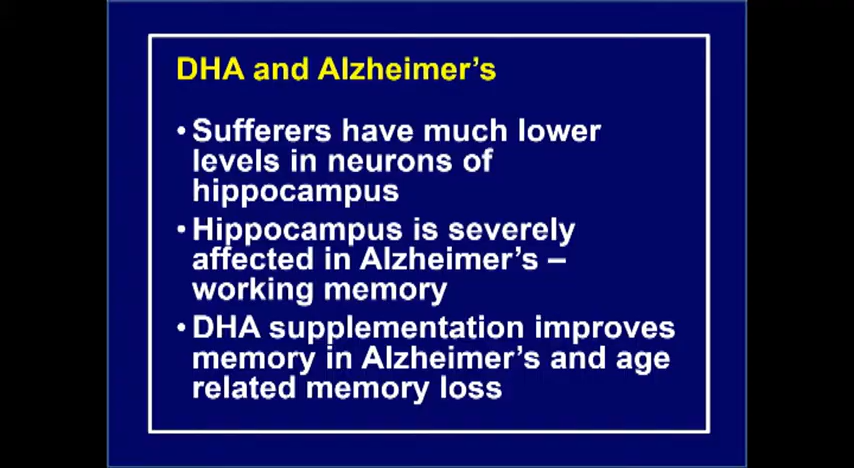 DHA and Alzheimer's
• Sufferers have much lower
levels in neurons of
hippocampus
• Hippocampus is severely
affected in Alzheimer's –
working memory
• DHA supplementation improves
memory in Alzheimer's and age
related memory loss